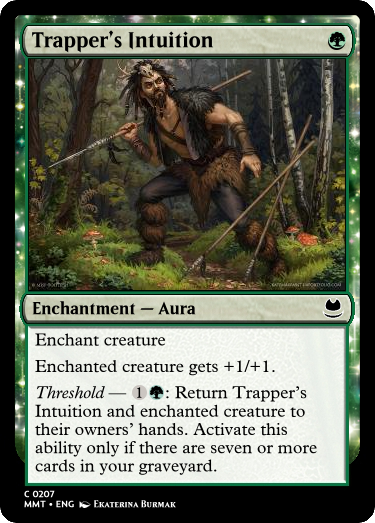 Trapper's Intuition
Enchantment — Aura
Enchant creature
Enchanted creature gets +1/+1.
Threshold — 1 : Return Trapper's
Intuition and enchanted creature to
their owners' hands. Activate this
ability only if there are seven or more
cards in your graveyard.
C 0207
MMT • ENG Ekaterina Burmak